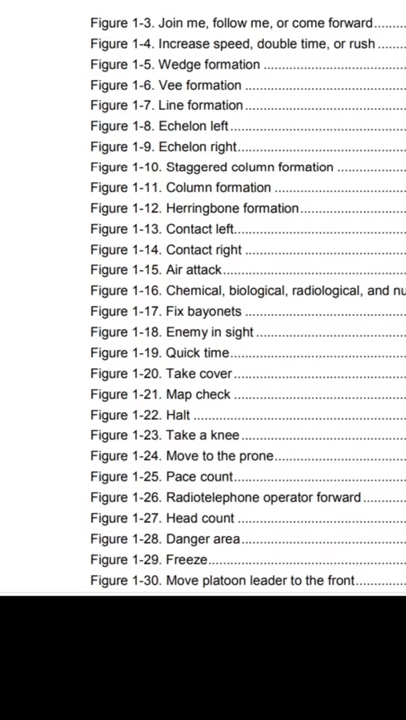 Figure 1-3. Join me, follow me, or come forward
Figure 1-4. Increase speed, double time, or rush
Figure 1-5. Wedge formation
Figure 1-6. Vee formation
Figure 1-7. Line formation
Figure 1-8. Echelon left
Figure 1-9. Echelon right
Figure 1-10. Staggered column formation
Figure 1-11. Column formation
Figure 1-12. Herringbone formation
Figure 1-13. Contact left
Figure 1-14. Contact right
Figure 1-15. Air attack
Figure 1-16. Chemical, biological, radiological, and nu
Figure 1-17. Fix bayonets
Figure 1-18. Enemy in sight
Figure 1-19. Quick time
Figure 1-20. Take cover
Figure 1-21. Map check
Figure 1-22. Halt
Figure 1-23. Take a knee
Figure 1-24. Move to the prone
Figure 1-25. Pace count
Figure 1-26. Radiotelephone operator forward
Figure 1-27. Head count
Figure 1-28. Danger area
Figure 1-29. Freeze
Figure 1-30. Move platoon leader to the front